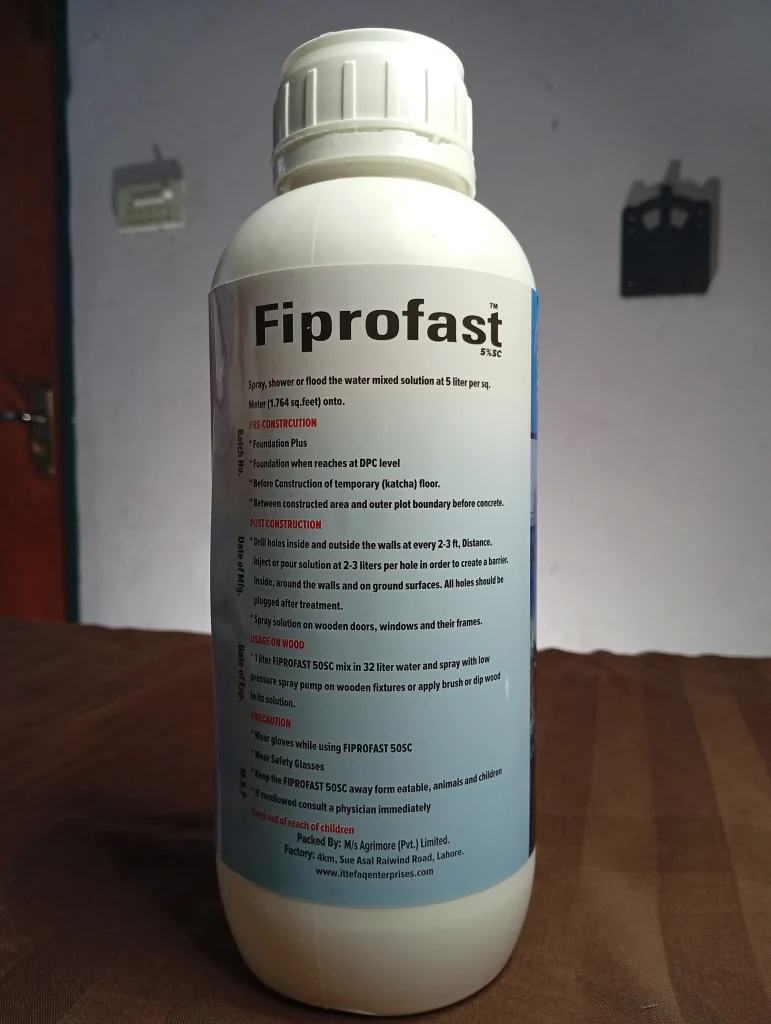 Fiprofast™
5%SC
Spray, shower or flood the water mixed solution at 5 liter per sq.
Meter (1.764 sq.feet) onto.
PRE-CONSTRCUTION
* Foundation Plus
* Foundation when reaches at DPC level
* Before Construction of temporary (katcha) floor.
* Between constructed area and outer plot boundary before concrete.
POST CONSTRUCTION
* Drill holes inside and outside the walls at every 2-3 ft, Distance.
Inject or pour solution at 2-3 liters per hole in order to create a barrier.
inside, around the walls and on ground surfaces. All holes should be
plugged after treatment.
* Spray solution on wooden doors, windows and their frames.
USAGE ON WOOD
* 1 liter FIPROFAST 50SC mix in 32 liter water and spray with low
pressure spray pump on wooden fixtures or apply brush or dip wood
in its solution.
PRECAUTION
* Wear gloves while using FIPROFAST 50SC
* Wear Safety Glasses
* Keep the FIPROFAST 50SC away form eatable, animals and children
* If swallowed consult a physician immediately
Keep out of reach of children
Packed By: M/s Agrimore (Pvt.) Limited.
Factory: 4km, Sue Asal Raiwind Road, Lahore.
www.ittefaqenterprises.com
Batch No.
Date of Mfg.
Date of Exp.
M.R.P